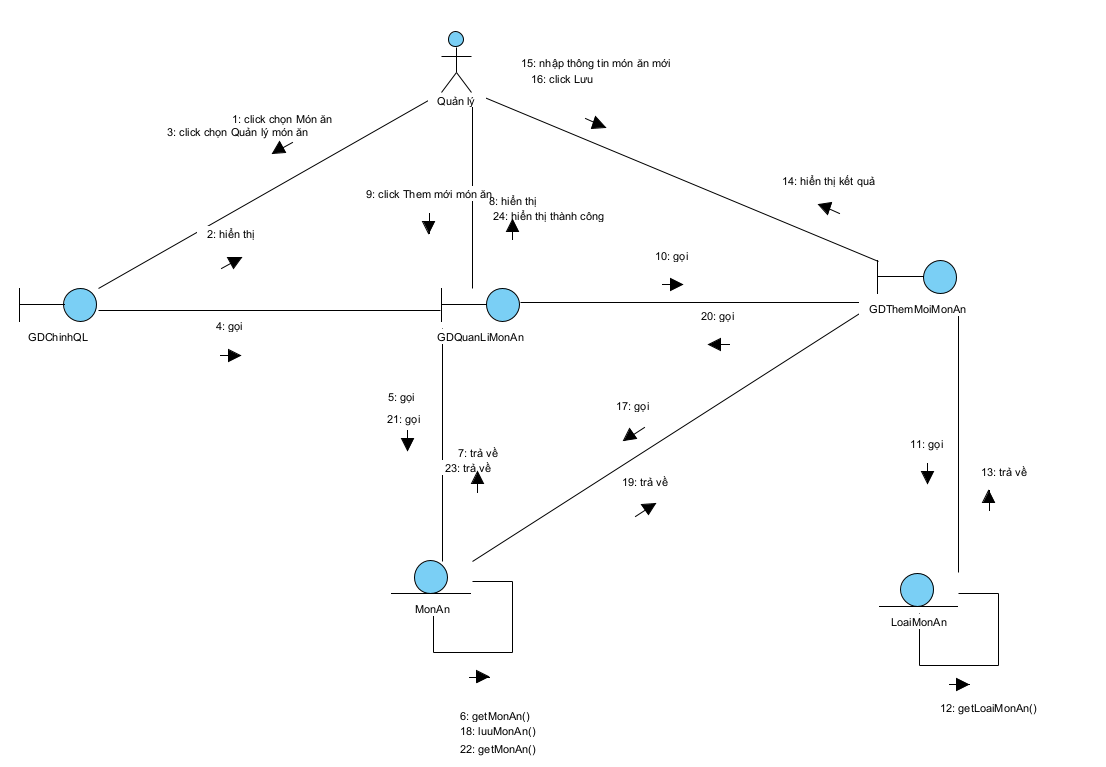 15: nhập thông tin món ăn mới
16: click Lưu
Quản lý
1: click chọn Món ăn
3: click chọn Quản lý món ăn
14: hiển thị kết quả
9: click Them mới món ăn
8: hiển thị
24: hiển thị thành công
2: hiển thị
10: gọi
GDThemMoiMonAn
20: gọi
4: gọi
GDChinhQL
GDQuanLiMonAn
5: gọi
21: gọi
17: gọi
11: gọi
7: trả về
23: trả về
13: trả về
19: trả về
MonAn
LoaiMonAn
12: getLoaiMonAn()
6: getMonAn()
18: luuMonAn()
22: getMonAn()